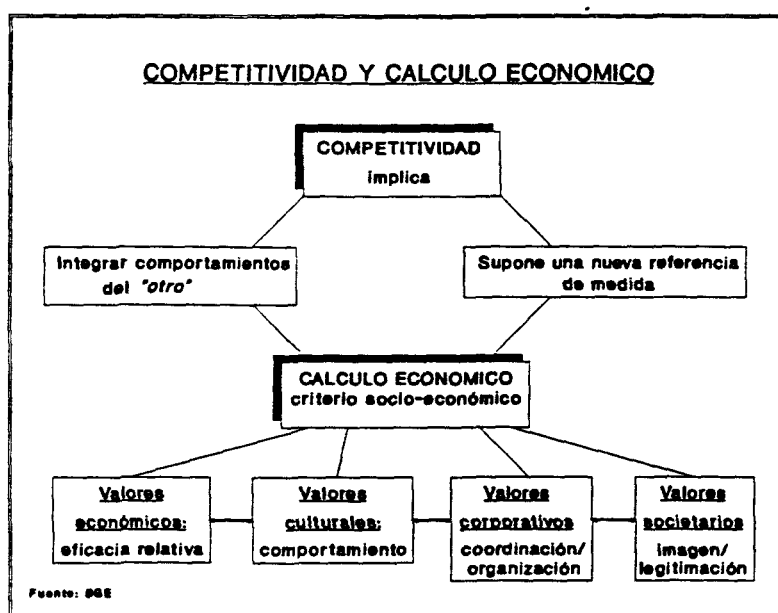 COMPETITIVIDAD Y CALCULO ECONOMICO
COMPETITIVIDAD
implica
Integrar comportamientos
del "otro"
Supone una nueva referencia
de medida
CALCULO ECONOMICO
criterio socio-económico
Valores
económicos:
eficacia relativa
Valores
culturales:
comportamiento
Valores
corporativos
coordinación/
organización
Valores
societarios
imagen/
legitimación
Fuente: